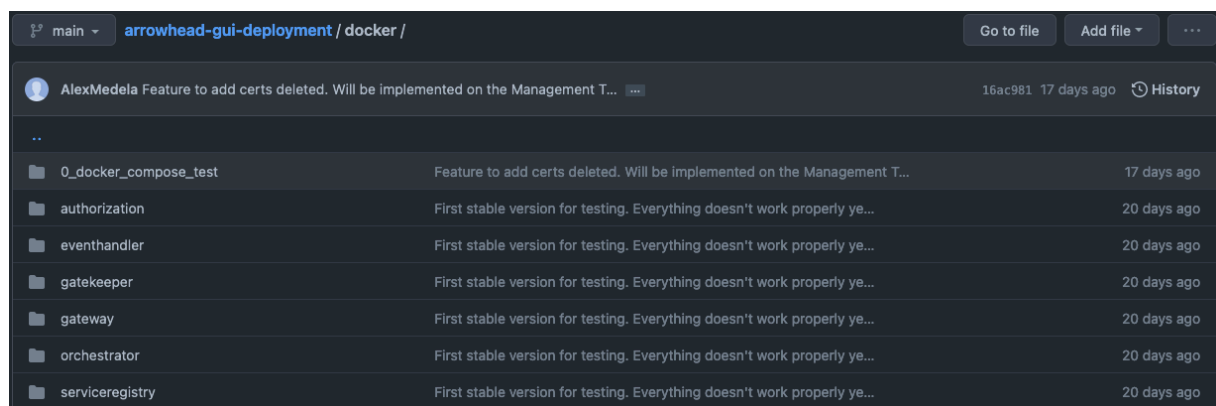 main arrowhead-gui-deployment / docker / Go to file Add file ...
AlexMedela Feature to add certs deleted. Will be implemented on the Management T... ... 16ac981 17 days ago History
..
0_docker_compose_test Feature to add certs deleted. Will be implemented on the Management T... 17 days ago
authorization First stable version for testing. Everything doesn't work properly ye... 20 days ago
eventhandler First stable version for testing. Everything doesn't work properly ye... 20 days ago
gatekeeper First stable version for testing. Everything doesn't work properly ye... 20 days ago
gateway First stable version for testing. Everything doesn't work properly ye... 20 days ago
orchestrator First stable version for testing. Everything doesn't work properly ye... 20 days ago
serviceregistry First stable version for testing. Everything doesn't work properly ye... 20 days ago